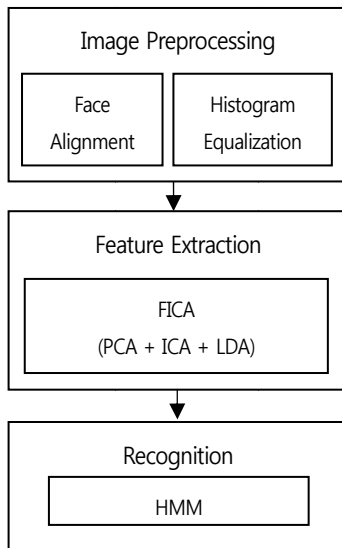 Image Preprocessing
Face
Alignment
Histogram
Equalization
Feature Extraction
FICA
(PCA + ICA + LDA)
Recognition
HMM